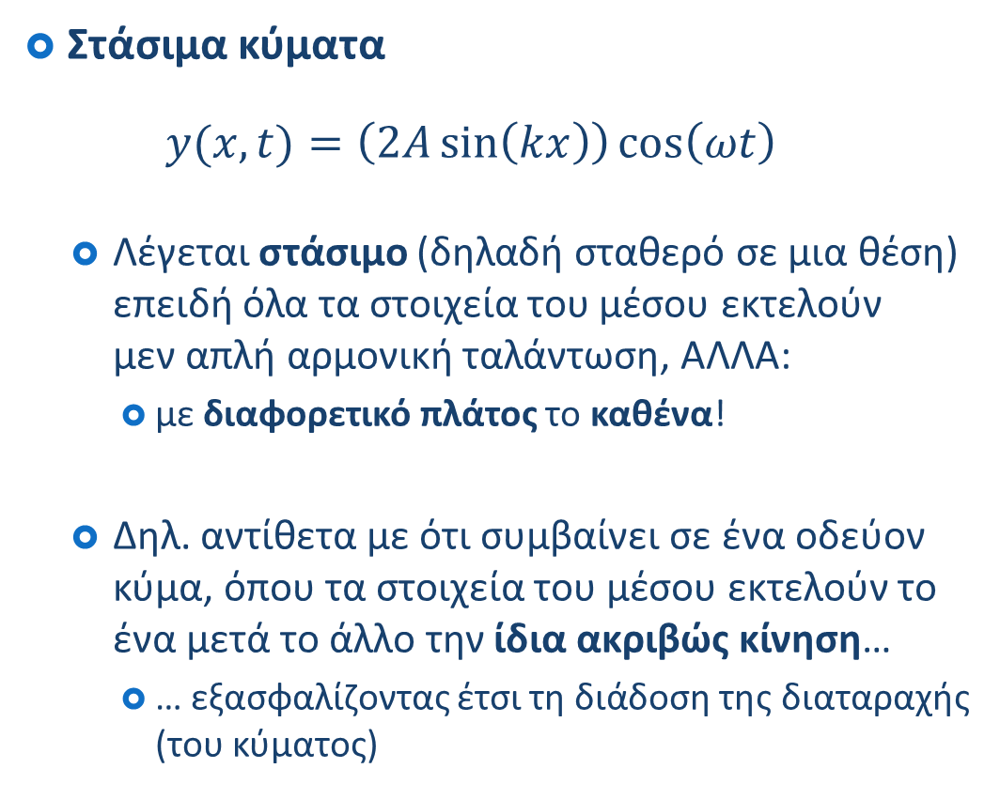 Στάσιμα κύματα
y(x, t) = (2A sin(kx)) cos(ωt)
Λέγεται στάσιμο (δηλαδή σταθερό σε μια θέση)
επειδή όλα τα στοιχεία του μέσου εκτελούν
μεν απλή αρμονική ταλάντωση, ΑΛΛΑ:
με διαφορετικό πλάτος το καθένα!
Δηλ. αντίθετα με ότι συμβαίνει σε ένα οδεύον
κύμα, όπου τα στοιχεία του μέσου εκτελούν το
ένα μετά το άλλο την ίδια ακριβώς κίνηση...
... εξασφαλίζοντας έτσι τη διάδοση της διαταραχής
(του κύματος)